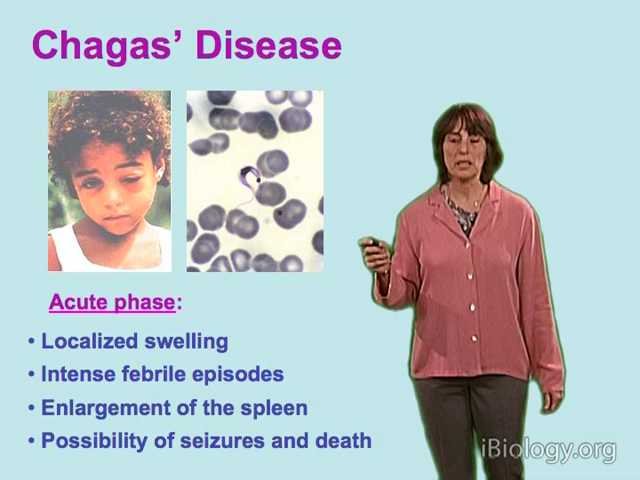 Chagas’ Disease
Acute phase:
• Localized swelling
• Intense febrile episodes
• Enlargement of the spleen
• Possibility of seizures and death
iBiology.org